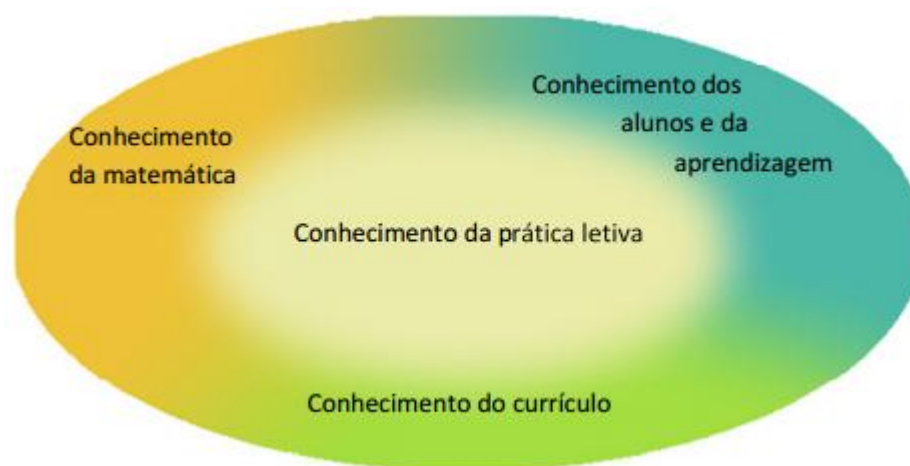 Conhecimento
da matemática
Conhecimento dos
alunos e da
aprendizagem
Conhecimento da prática letiva
Conhecimento do currículo